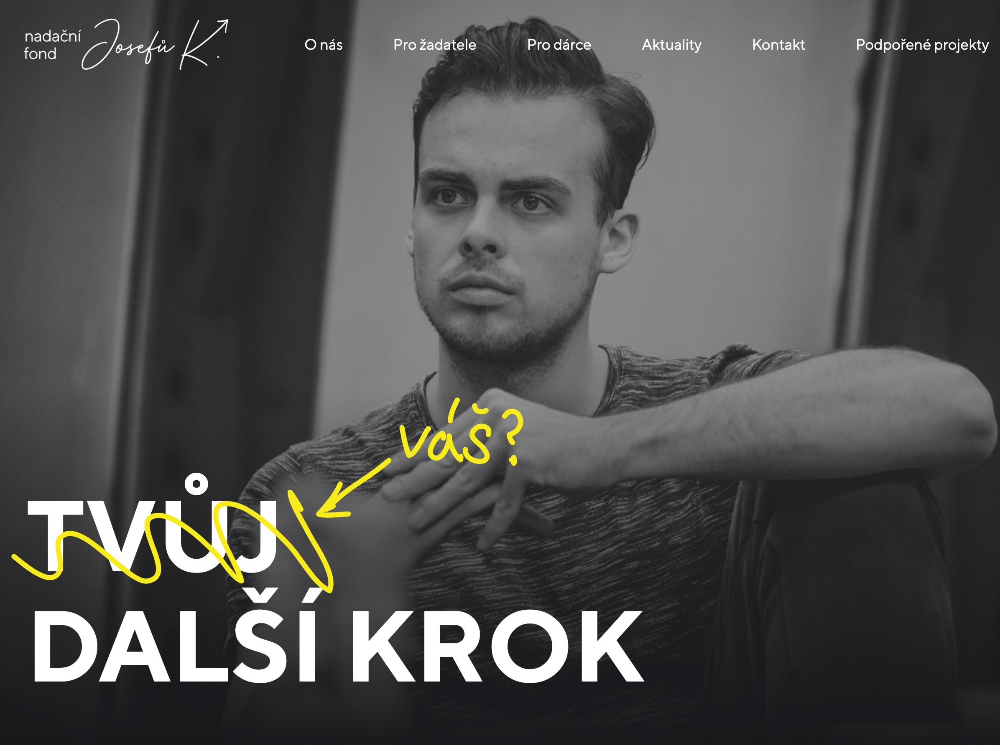 nadační
fond
Josefů K.
O nás
Pro žadatele
Pro dárce
Aktuality
Kontakt
Podpořené projekty
váš?
TVŮJ
DALŠÍ KROK